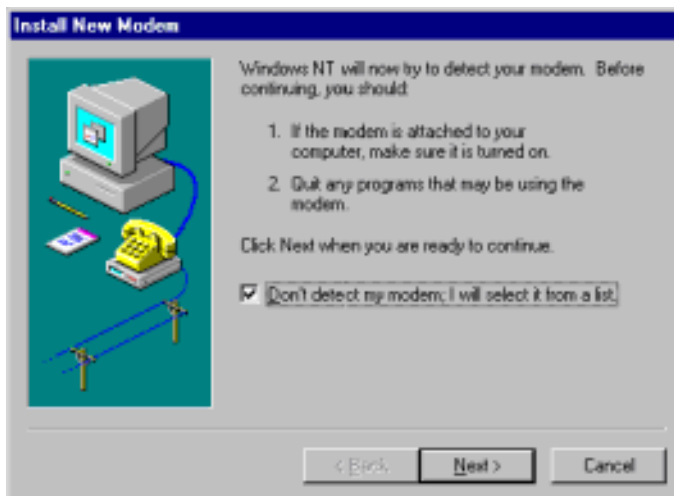 Install New Modem
Windows NT will now try to detect your modem. Before
continuing, you should:
1. If the modem is attached to your
computer, make sure it is turned on.
2. Quit any programs that may be using the
modem.
Click Next when you are ready to continue.
Don't detect my modem; I will select it from a list.
< Back
Next >
Cancel